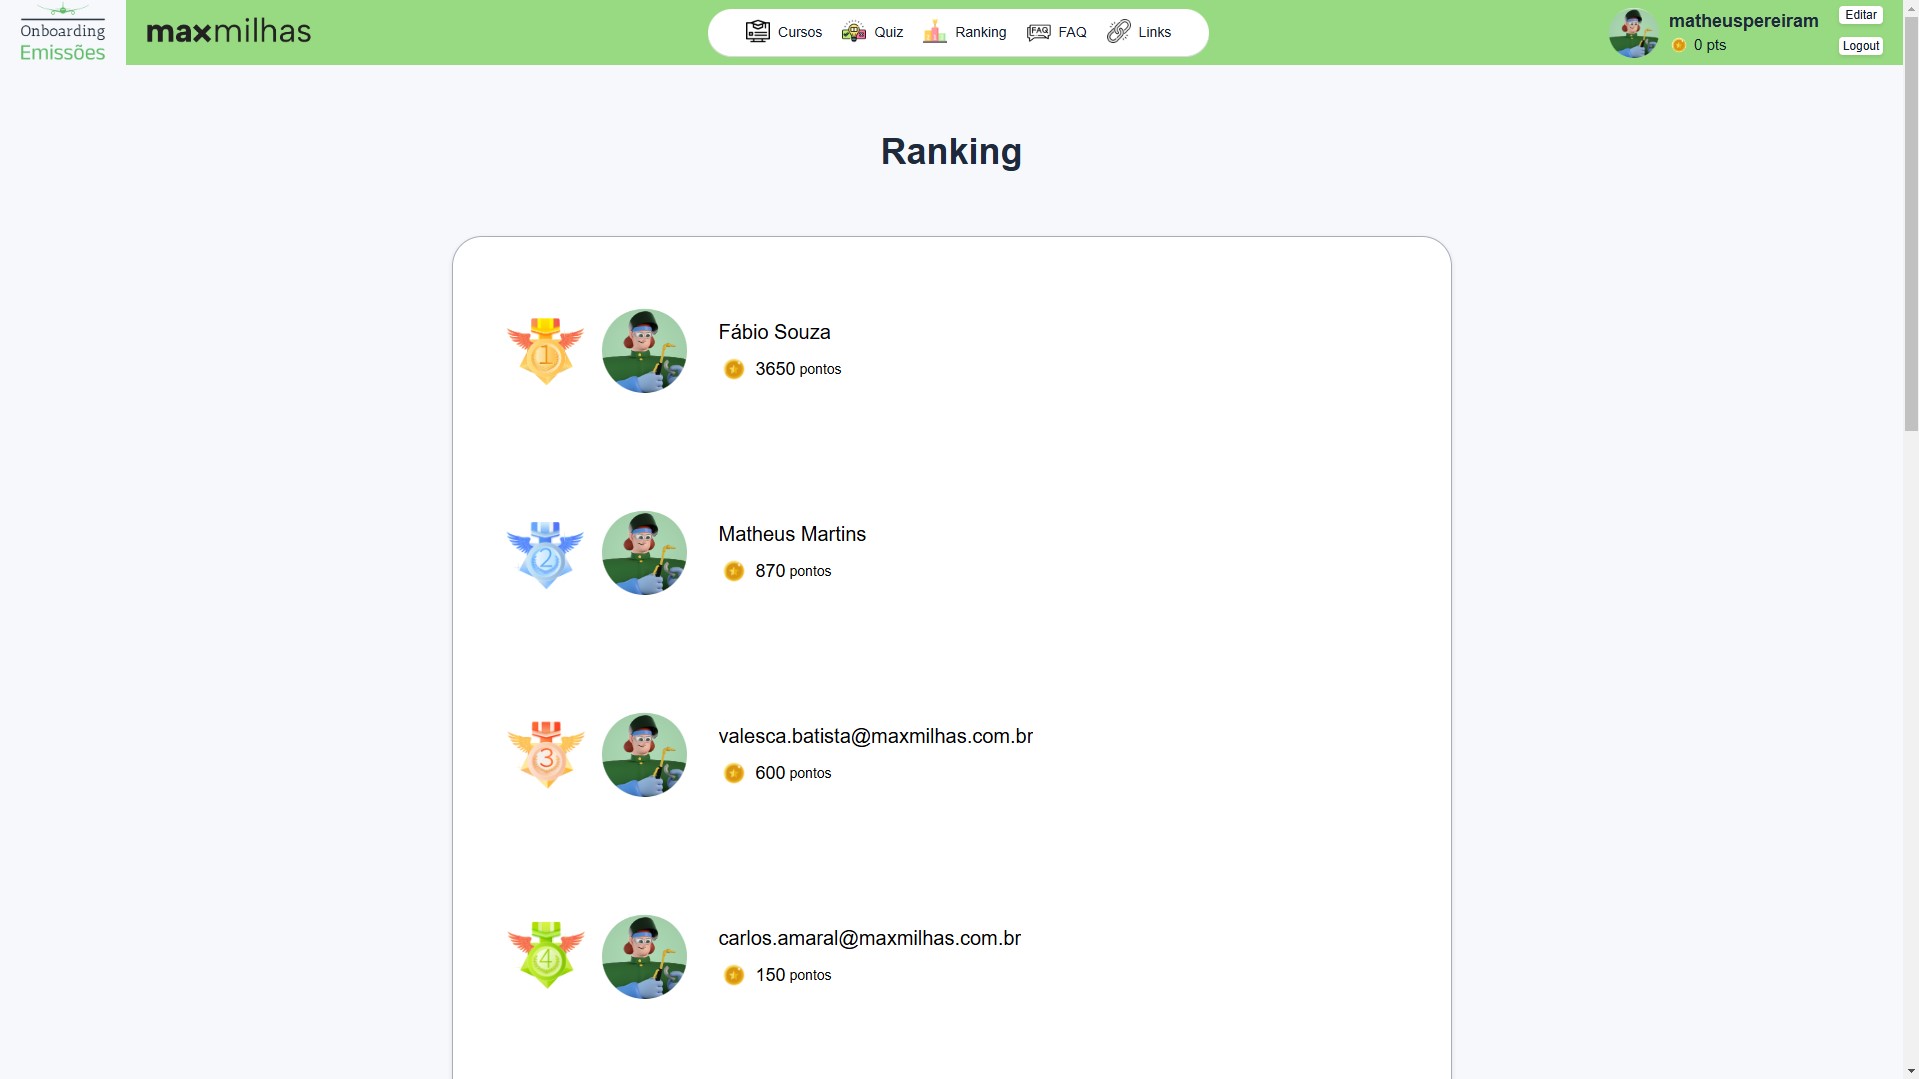 Onboarding
Emissões
maxmilhas
Cursos
Quiz
Ranking
FAQ
FAQ
Links
matheuspereiram
0 pts
Editar
Logout
Ranking
1
Fábio Souza
3650 pontos
2
Matheus Martins
870 pontos
3
valesca.batista@maxmilhas.com.br
600 pontos
4
carlos.amaral@maxmilhas.com.br
150 pontos